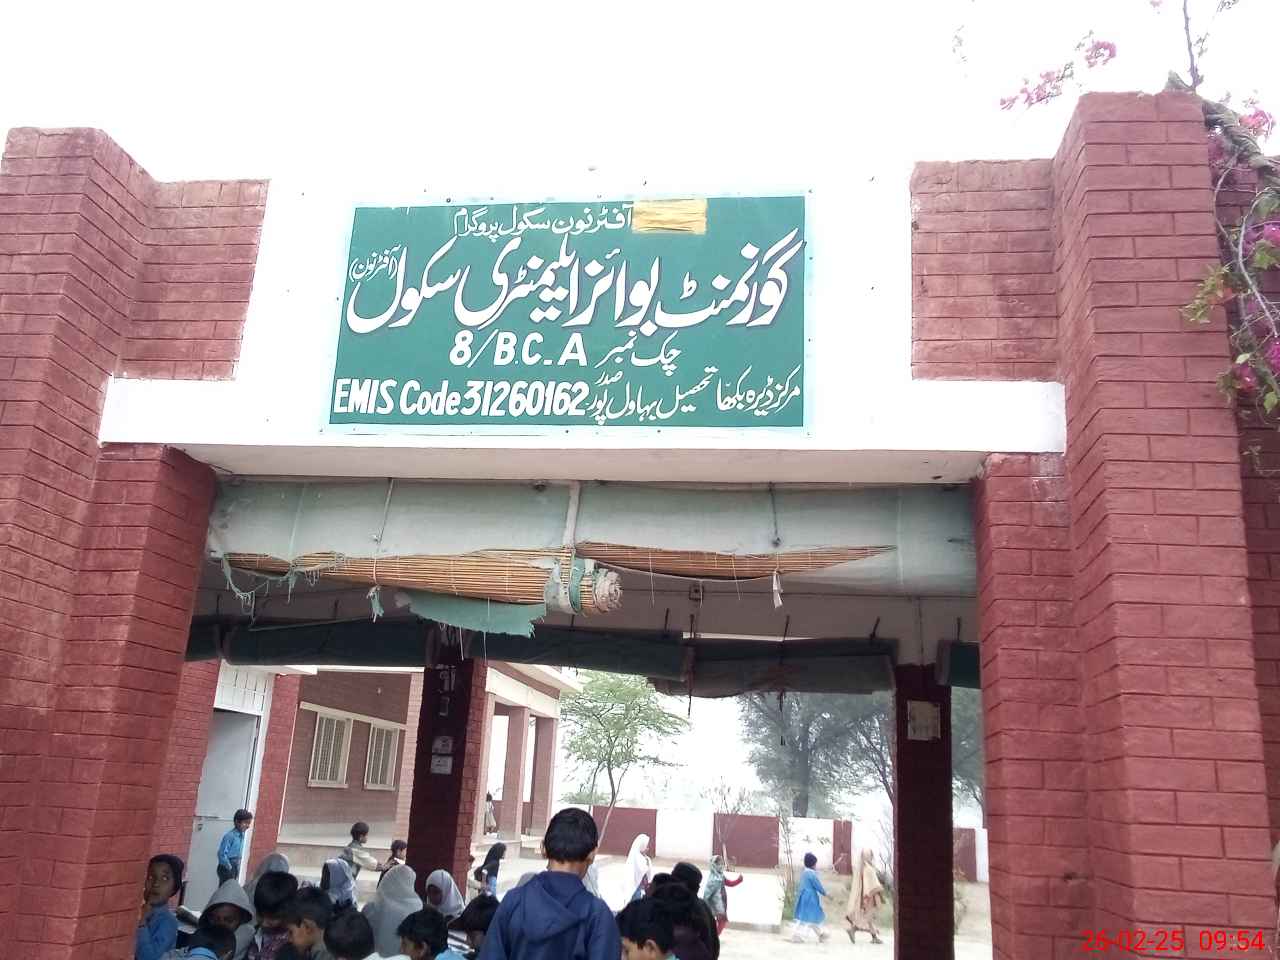 آفٹرنون سکول پروگرام
گورنمنٹ بوائز ایلیمنٹری سکول (آفٹرنون)
چک نمبر 8/B.C-A
مرکز ڈیرہ بکھّا تحصیل بہاول پور صدر EMIS Code 31260162
26-02-25 09:54